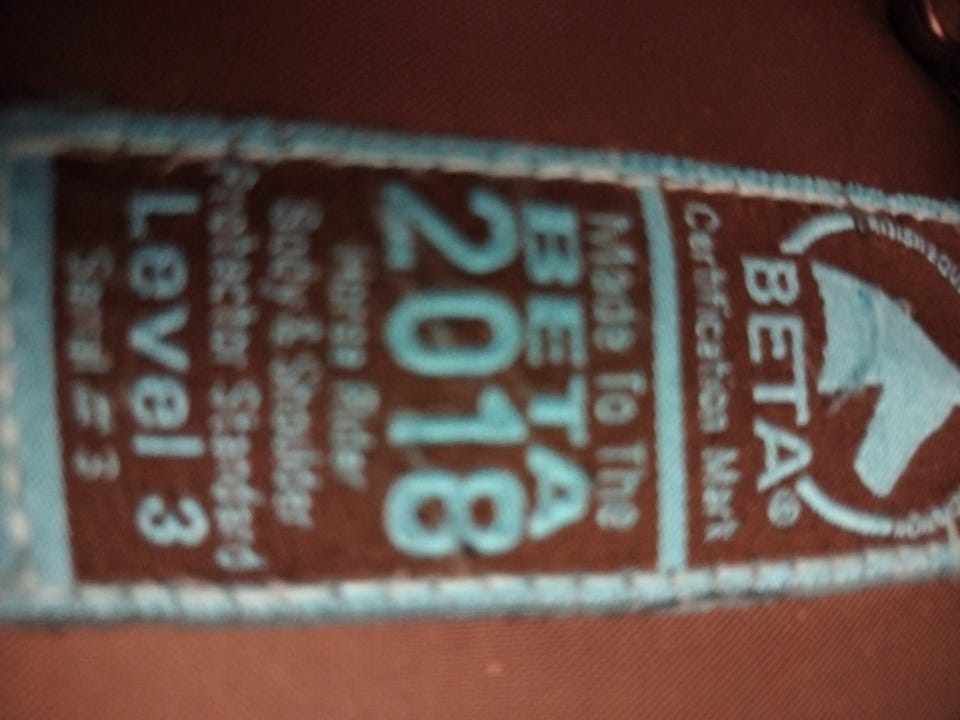 BETA®
Certification Mark
Made To The
BETA
2018
Horse Rider
Body & Shoulder
Protector Standard
Level 3